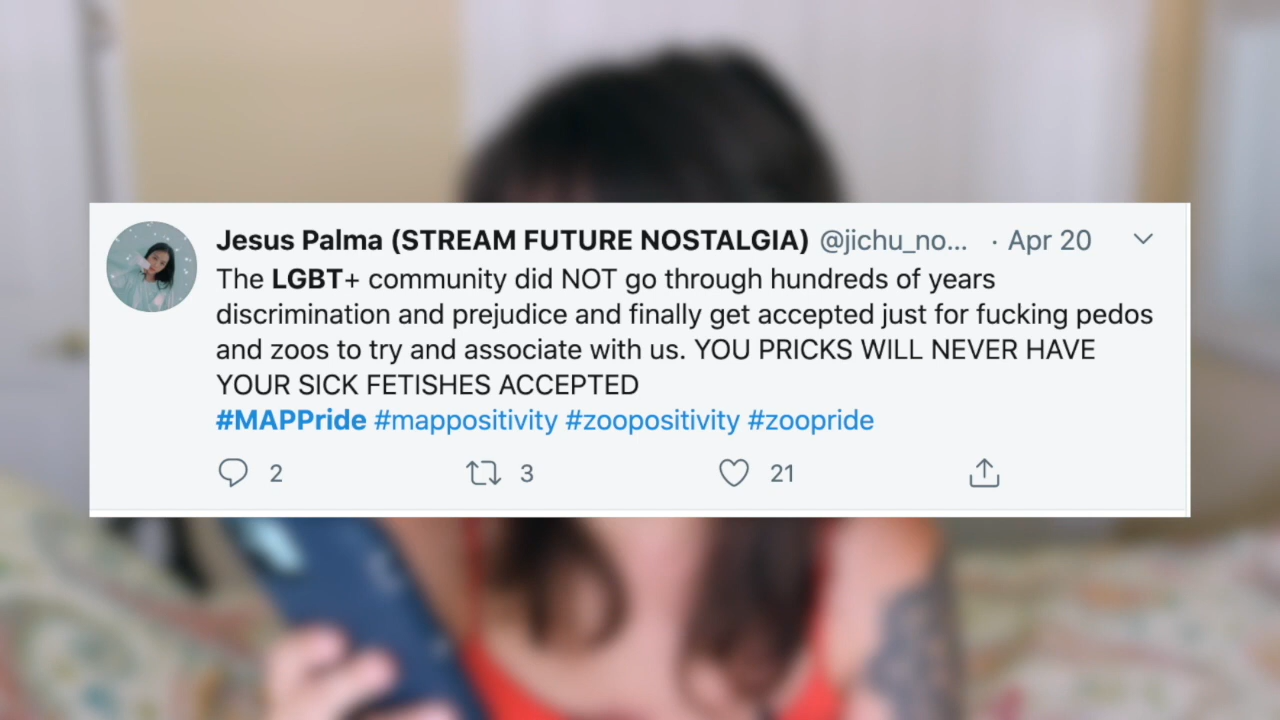 Jesus Palma (STREAM FUTURE NOSTALGIA) @jichu_no... · Apr 20
The LGBT+ community did NOT go through hundreds of years
discrimination and prejudice and finally get accepted just for fucking pedos
and zoos to try and associate with us. YOU PRICKS WILL NEVER HAVE
YOUR SICK FETISHES ACCEPTED
#MAPPride #mappositivity #zoopositivity #zoopride
2 3 21